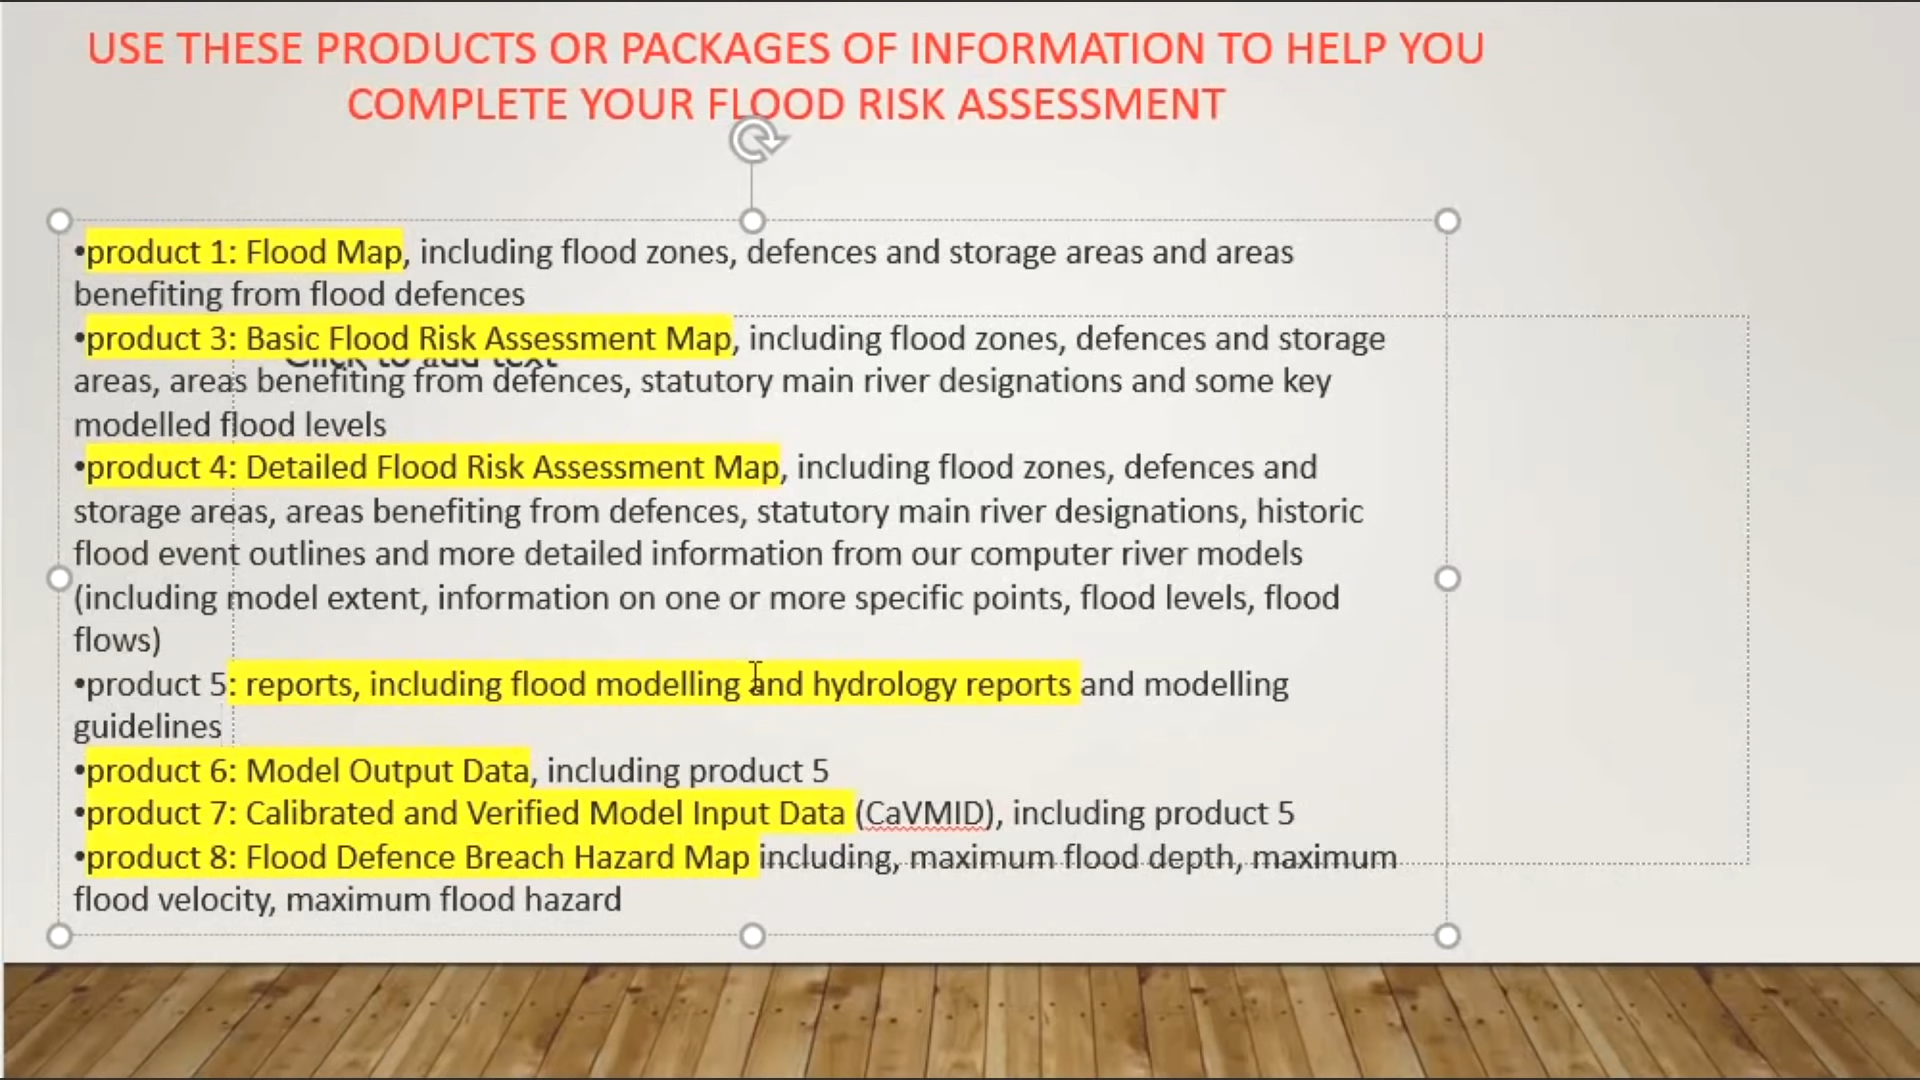 USE THESE PRODUCTS OR PACKAGES OF INFORMATION TO HELP YOU
COMPLETE YOUR FLOOD RISK ASSESSMENT
•product 1: Flood Map, including flood zones, defences and storage areas and areas
benefiting from flood defences
•product 3: Basic Flood Risk Assessment Map, including flood zones, defences and storage
Click to add text
areas, areas benefiting from defences, statutory main river designations and some key
modelled flood levels
•product 4: Detailed Flood Risk Assessment Map, including flood zones, defences and
storage areas, areas benefiting from defences, statutory main river designations, historic
flood event outlines and more detailed information from our computer river models
(including model extent, information on one or more specific points, flood levels, flood
flows)
•product 5: reports, including flood modelling and hydrology reports and modelling
guidelines
•product 6: Model Output Data, including product 5
•product 7: Calibrated and Verified Model Input Data (CaVMID), including product 5
•product 8: Flood Defence Breach Hazard Map including, maximum flood depth, maximum
flood velocity, maximum flood hazard